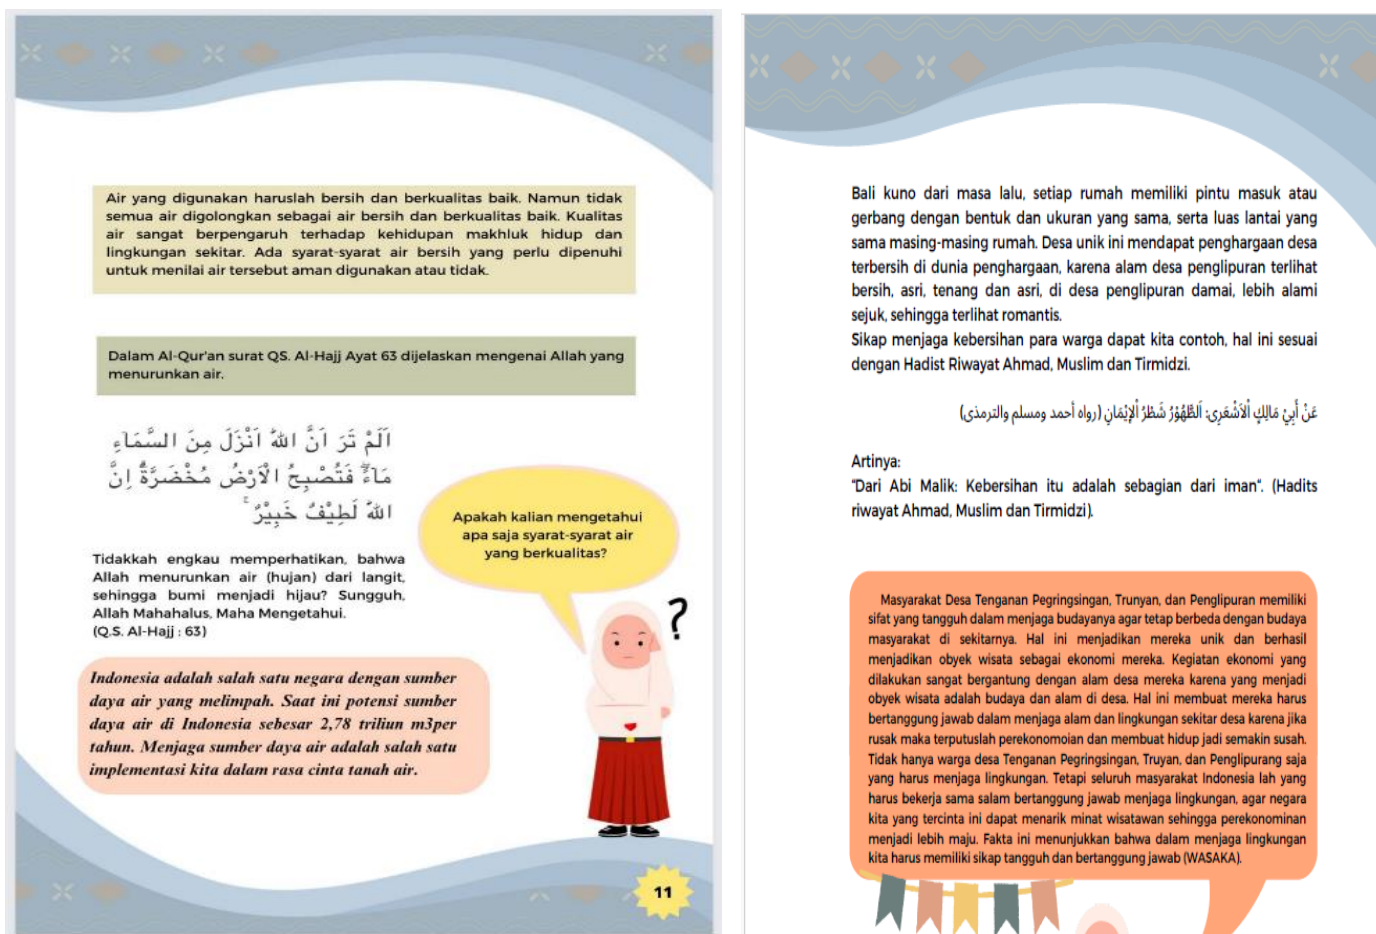 Air yang digunakan haruslah bersih dan berkualitas baik. Namun tidak
semua air digolongkan sebagai air bersih dan berkualitas baik. Kualitas
air sangat berpengaruh terhadap kehidupan makhluk hidup dan
lingkungan sekitar. Ada syarat-syarat air bersih yang perlu dipenuhi
untuk menilai air tersebut aman digunakan atau tidak.
Dalam Al-Qur'an surat QS. Al-Hajj Ayat 63 dijelaskan mengenai Allah yang
menurunkan air.
اَلَمْ تَرَ اَنَّ اللّٰهَ اَنْزَلَ مِنَ السَّمَاۤءِ
مَاۤءًۖ فَتُصْبِحُ الْاَرْضُ مُخْضَرَّةًۗ اِنَّ
اللّٰهَ لَطِيْفٌ خَبِيْرٌ ۚ
Tidakkah engkau memperhatikan, bahwa
Allah menurunkan air (hujan) dari langit,
sehingga bumi menjadi hijau? Sungguh,
Allah Mahahalus, Maha Mengetahui.
(Q.S. Al-Hajj : 63)
Apakah kalian mengetahui
apa saja syarat-syarat air
yang berkualitas?
?
Indonesia adalah salah satu negara dengan sumber
daya air yang melimpah. Saat ini potensi sumber
daya air di Indonesia sebesar 2,78 triliun m3per
tahun. Menjaga sumber daya air adalah salah satu
implementasi kita dalam rasa cinta tanah air.
11
Bali kuno dari masa lalu, setiap rumah memiliki pintu masuk atau
gerbang dengan bentuk dan ukuran yang sama, serta luas lantai yang
sama masing-masing rumah. Desa unik ini mendapat penghargaan desa
terbersih di dunia penghargaan, karena alam desa penglipuran terlihat
bersih, asri, tenang dan asri, di desa penglipuran damai, lebih alami
sejuk, sehingga terlihat romantis.
Sikap menjaga kebersihan para warga dapat kita contoh, hal ini sesuai
dengan Hadist Riwayat Ahmad, Muslim dan Tirmidzi.
عَنْ أَبِيْ مَالِكٍ اْلاَشْعَرِى: اَلطَّهُوْرُ شَطْرُ اْلإِيْمَانِ (رواه أحمد ومسلم والترمذى)
Artinya:
"Dari Abi Malik: Kebersihan itu adalah sebagian dari iman". (Hadits
riwayat Ahmad, Muslim dan Tirmidzi).
Masyarakat Desa Tenganan Pegringsingan, Trunyan, dan Penglipuran memiliki
sifat yang tangguh dalam menjaga budayanya agar tetap berbeda dengan budaya
masyarakat di sekitarnya. Hal ini menjadikan mereka unik dan berhasil
menjadikan obyek wisata sebagai ekonomi mereka. Kegiatan ekonomi yang
dilakukan sangat bergantung dengan alam desa mereka karena yang menjadi
obyek wisata adalah budaya dan alam di desa. Hal ini membuat mereka harus
bertanggung jawab dalam menjaga alam dan lingkungan sekitar desa karena jika
rusak maka terputuslah perekonomoian dan membuat hidup jadi semakin susah.
Tidak hanya warga desa Tenganan Pegringsingan, Truyan, dan Penglipurang saja
yang harus menjaga lingkungan. Tetapi seluruh masyarakat Indonesia lah yang
harus bekerja sama salam bertanggung jawab menjaga lingkungan, agar negara
kita yang tercinta ini dapat menarik minat wisatawan sehingga perekonominan
menjadi lebih maju. Fakta ini menunjukkan bahwa dalam menjaga lingkungan
kita harus memiliki sikap tangguh dan bertanggung jawab (WASAKA).